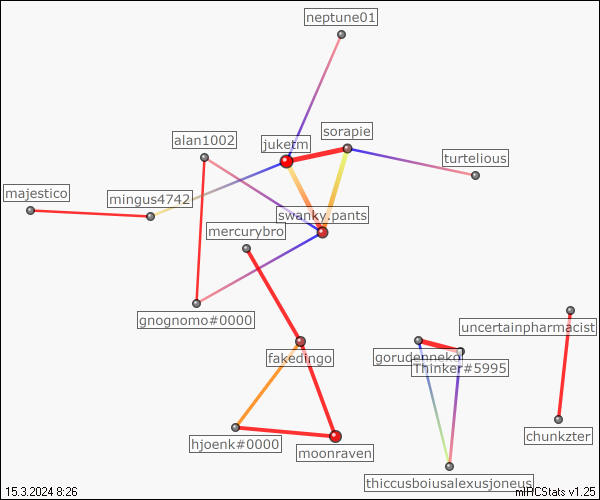 neptune01
sorapie
alan1002
juketm
turtelious
majestico
mingus4742
swanky.pants
mercurybro
gnognomo#0000
uncertainpharmacist
fakedingo
gorudenneko
Thinker#5995
chunkzter
hjoenk#0000
moonraven
thiccusboiusalexusjoneus
15.3.2024 8:26
mIRCStats v1.25